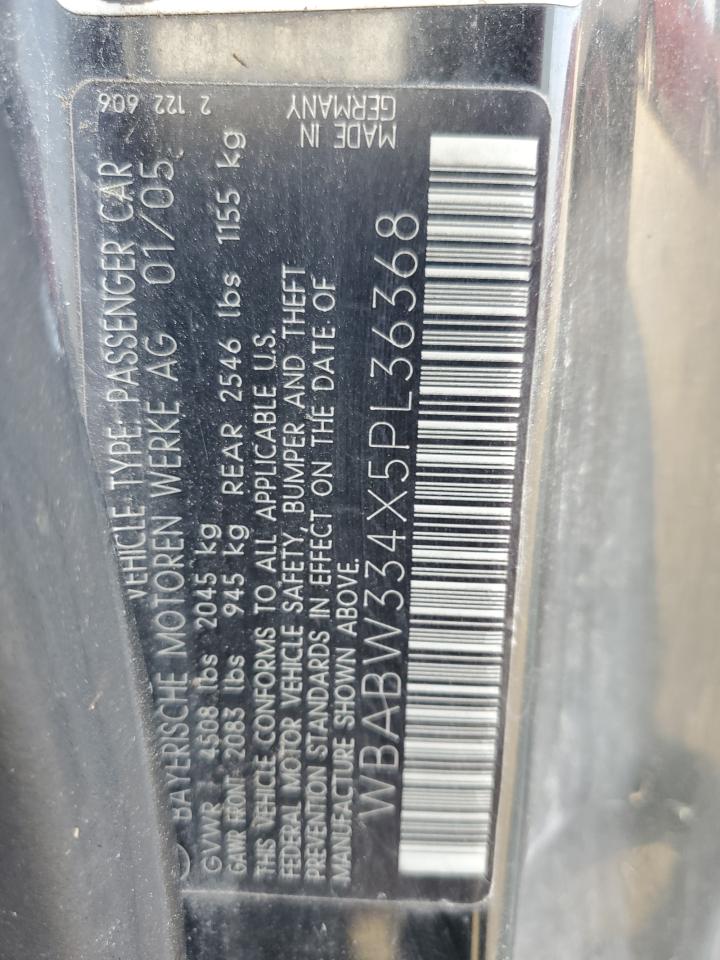 VEHICLE TYPE: PASSENGER CAR
BAYERISCHE MOTOREN WERKE AG 01/05
GVWR 4508 lbs 2045 kg
GAWR FRONT 2083 lbs 945 kg REAR 2546 lbs 1155 kg
THIS VEHICLE CONFORMS TO ALL APPLICABLE U.S.
FEDERAL MOTOR VEHICLE SAFETY, BUMPER AND THEFT
PREVENTION STANDARDS IN EFFECT ON THE DATE OF
MANUFACTURE SHOWN ABOVE.
WBABW334X5PL36368
MADE IN
GERMANY
2 122 606